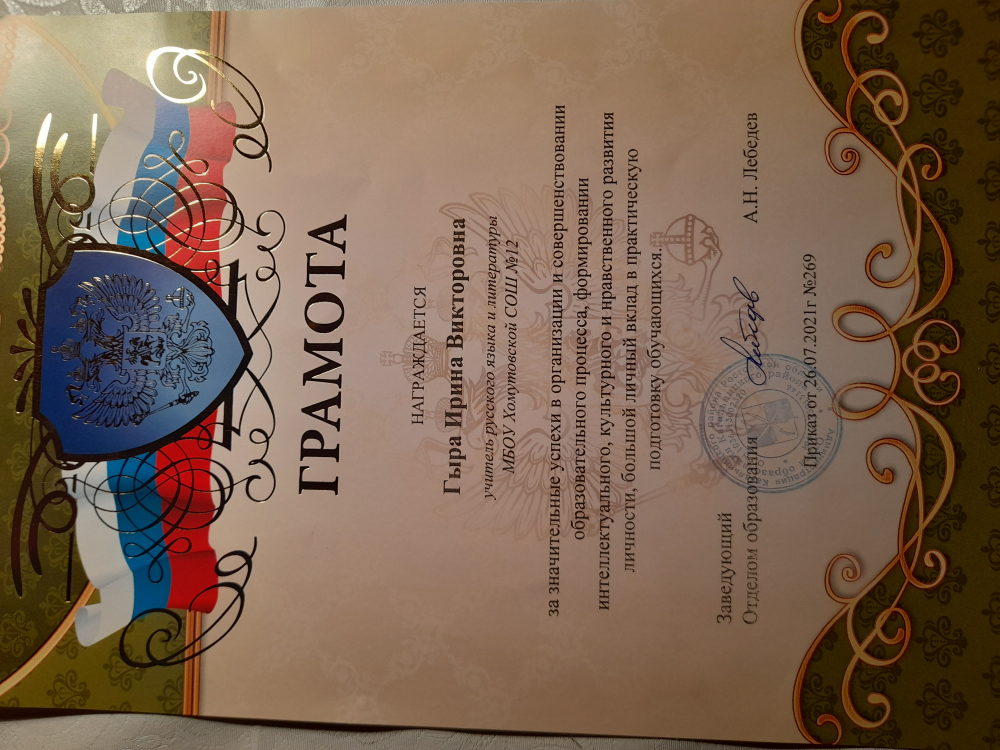 ГРАМОТА
НАГРАЖДАЕТСЯ
Гыра Ирина Викторовна
учитель русского языка и литературы
МБОУ Хомутовской СОШ №12
за значительные успехи в организации и совершенствовании
образовательного процесса, формировании
интеллектуального, культурного и нравственного развития
личности, большой личный вклад в практическую
подготовку обучающихся.
Заведующий
Отделом образования А.Н. Лебедев
Приказ от 26.07.2021г №269